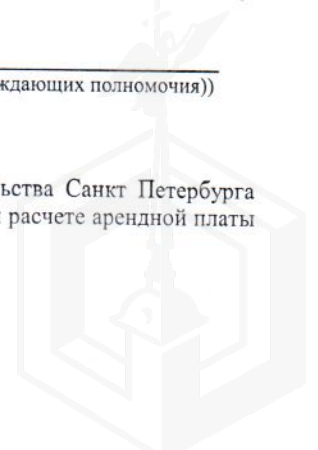 ждающих полномочия))
ьства Санкт Петербурга
расчете арендной платы